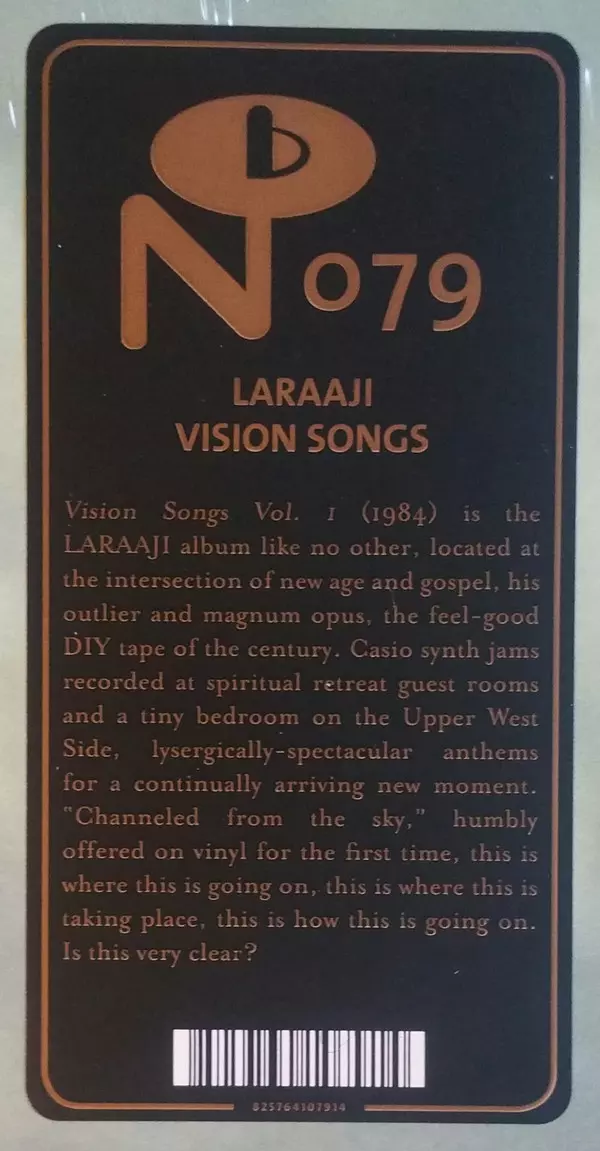 No 079
LARAAJI
VISION SONGS
Vision Songs Vol. 1 (1984) is the
LARAAJI album like no other, located at
the intersection of new age and gospel, his
outlier and magnum opus, the feel-good
DIY tape of the century. Casio synth jams
recorded at spiritual retreat guest rooms
and a tiny bedroom on the Upper West
Side, lysergically-spectacular anthems
for a continually arriving new moment.
"Channeled from the sky," humbly
offered on vinyl for the first time, this is
where this is going on, this is where this is
taking place, this is how this is going on.
Is this very clear?
825764107914